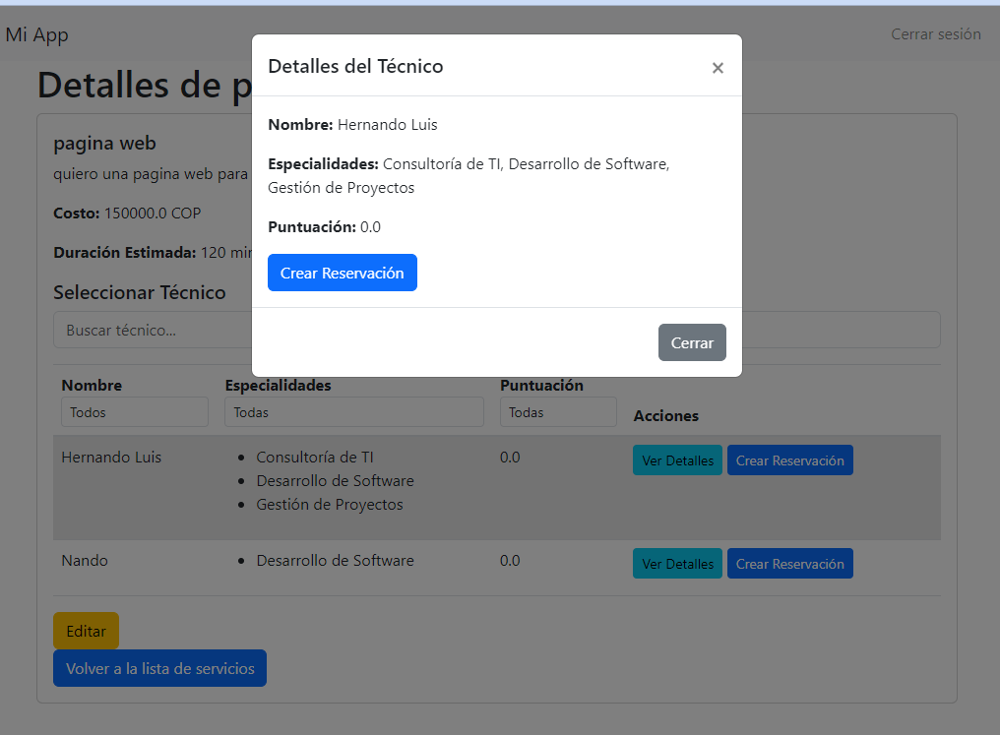 Mi App
Cerrar sesión
Detalles de p
Detalles del Técnico
×
Nombre: Hernando Luis
Especialidades: Consultoría de TI, Desarrollo de Software,
Gestión de Proyectos
Puntuación: 0.0
Crear Reservación
Cerrar
pagina web
quiero una pagina web para
Costo: 150000.0 COP
Duración Estimada: 120 min
Seleccionar Técnico
Buscar técnico...
Nombre Especialidades Puntuación Acciones
Todos Todas Todas
Hernando Luis Consultoría de TI 0.0 Ver Detalles Crear Reservación
Desarrollo de Software
Gestión de Proyectos
Nando Desarrollo de Software 0.0 Ver Detalles Crear Reservación
Editar
Volver a la lista de servicios